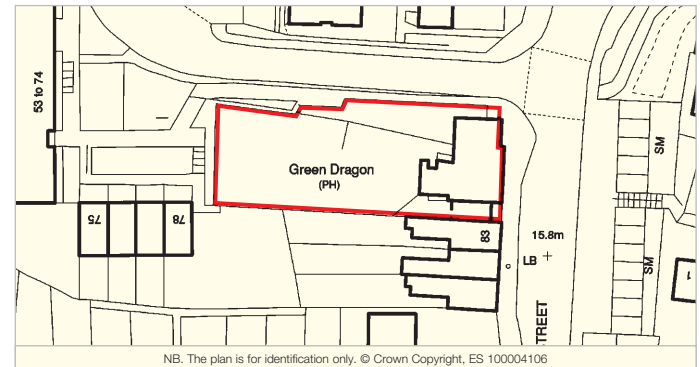 53 to 74
SM
Green Dragon
(PH)
75
78
83
15.8m
LB
SM
1
TREET
NB. The plan is for identification only. © Crown Copyright, ES 100004106